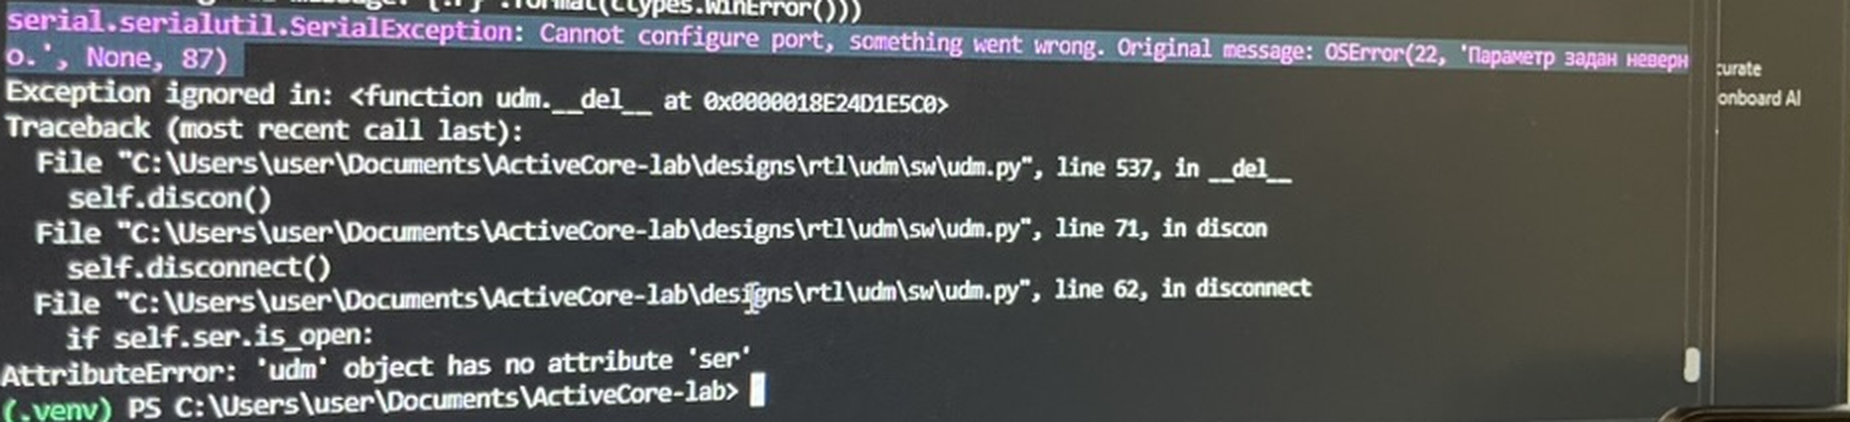 .format(ctypes.WinError()))
serial.serialutil.SerialException: Cannot configure port, something went wrong. Original message: OSError(22, 'Параметр задан неверн
о.', None, 87)
Exception ignored in: <function udm.__del__ at 0x0000018E24D1E5C0>
Traceback (most recent call last):
File "C:\Users\user\Documents\ActiveCore-lab\designs\rtl\udm\sw\udm.py", line 537, in __del__
self.discon()
File "C:\Users\user\Documents\ActiveCore-lab\designs\rtl\udm\sw\udm.py", line 71, in discon
self.disconnect()
File "C:\Users\user\Documents\ActiveCore-lab\designs\rtl\udm\sw\udm.py", line 62, in disconnect
if self.ser.is_open:
AttributeError: 'udm' object has no attribute 'ser'
(.venv) PS C:\Users\user\Documents\ActiveCore-lab>
curate
onboard AI